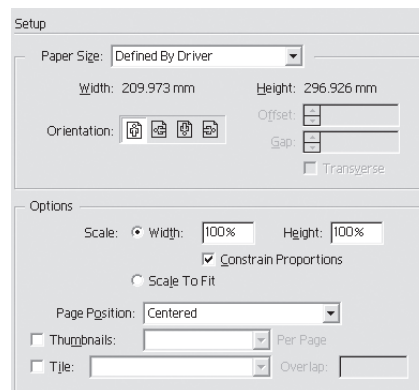 Setup
Paper Size: Defined By Driver
Width: 209.973 mm Height: 296.926 mm
Orientation: Offset:
Gap:
Transverse
Options
Scale: Width: 100% Height: 100%
Constrain Proportions
Scale To Fit
Page Position: Centered
Thumbnails: Per Page
Tile: Overlap: